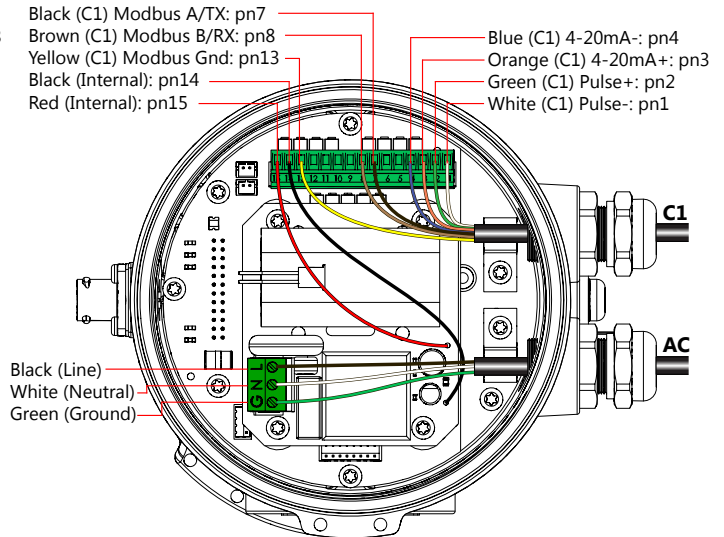 Black (C1) Modbus A/TX: pn7
Brown (C1) Modbus B/RX: pn8
Yellow (C1) Modbus Gnd: pn13
Black (Internal): pn14
Red (Internal): pn15
Blue (C1) 4-20mA-: pn4
Orange (C1) 4-20mA+: pn3
Green (C1) Pulse+: pn2
White (C1) Pulse-: pn1
12 11 10 9 6
C1
AC
Black (Line)
White (Neutral)
Green (Ground)
L
N
G